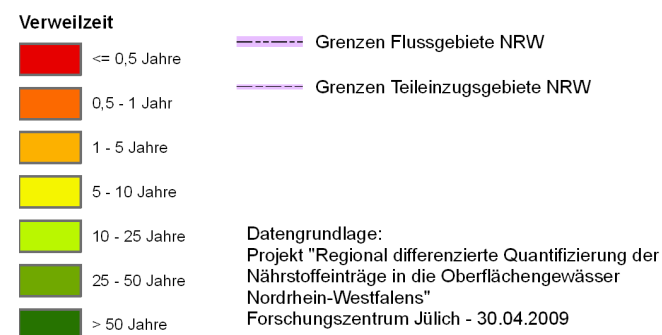 Verweilzeit
<= 0,5 Jahre
0,5 - 1 Jahr
1 - 5 Jahre
5 - 10 Jahre
10 - 25 Jahre
25 - 50 Jahre
> 50 Jahre
Grenzen Flussgebiete NRW
Grenzen Teileinzugsgebiete NRW
Datengrundlage:
Projekt "Regional differenzierte Quantifizierung der
Nährstoffeinträge in die Oberflächengewässer
Nordrhein-Westfalens"
Forschungszentrum Jülich - 30.04.2009